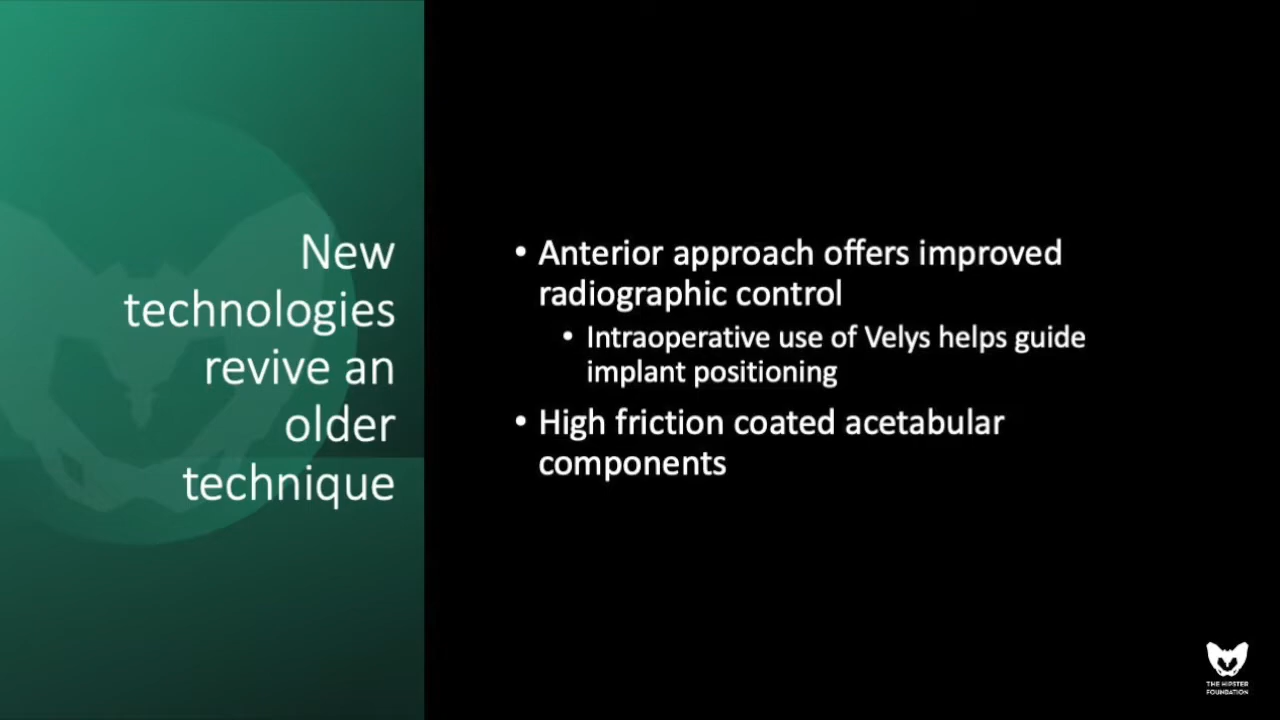 New
technologies
revive an
older
technique
• Anterior approach offers improved
radiographic control
• Intraoperative use of Velys helps guide
implant positioning
• High friction coated acetabular
components
THE HIPSTER
FOUNDATION